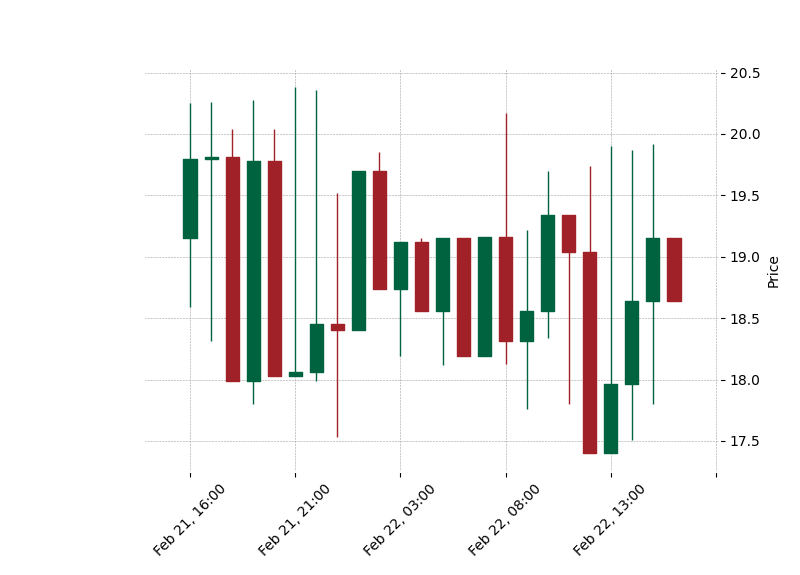 20.5
20.0
19.5
19.0
18.5
18.0
17.5
Price
Feb 21, 16:00
Feb 21, 21:00
Feb 22, 03:00
Feb 22, 08:00
Feb 22, 13:00